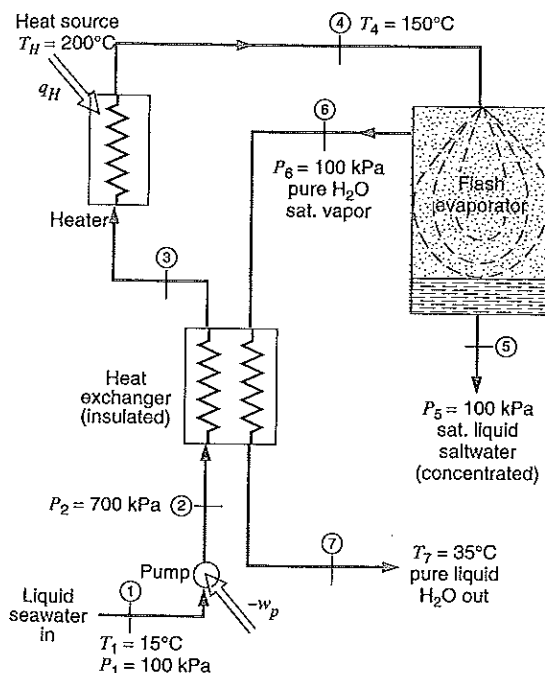 Heat source
T_H = 200°C
q_H
Heater
④ T_4 = 150°C
⑥
P_6 = 100 kPa
pure H₂O
sat. vapor
Flash
evaporator
③
⑤
P_5 = 100 kPa
sat. liquid
saltwater
(concentrated)
Heat
exchanger
(insulated)
P_2 = 700 kPa ②
⑦
T_7 = 35°C
pure liquid
H₂O out
Pump
-w_p
Liquid
seawater
in
①
T_1 = 15°C
P_1 = 100 kPa